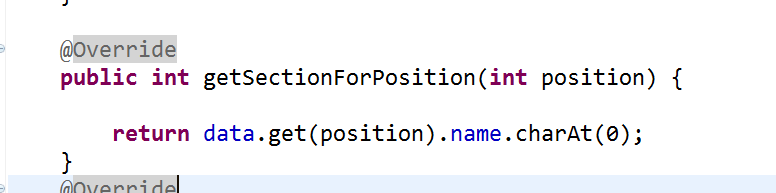 }
@Override
public int getSectionForPosition(int position) {
return data.get(position).name.charAt(0);
}
@Override